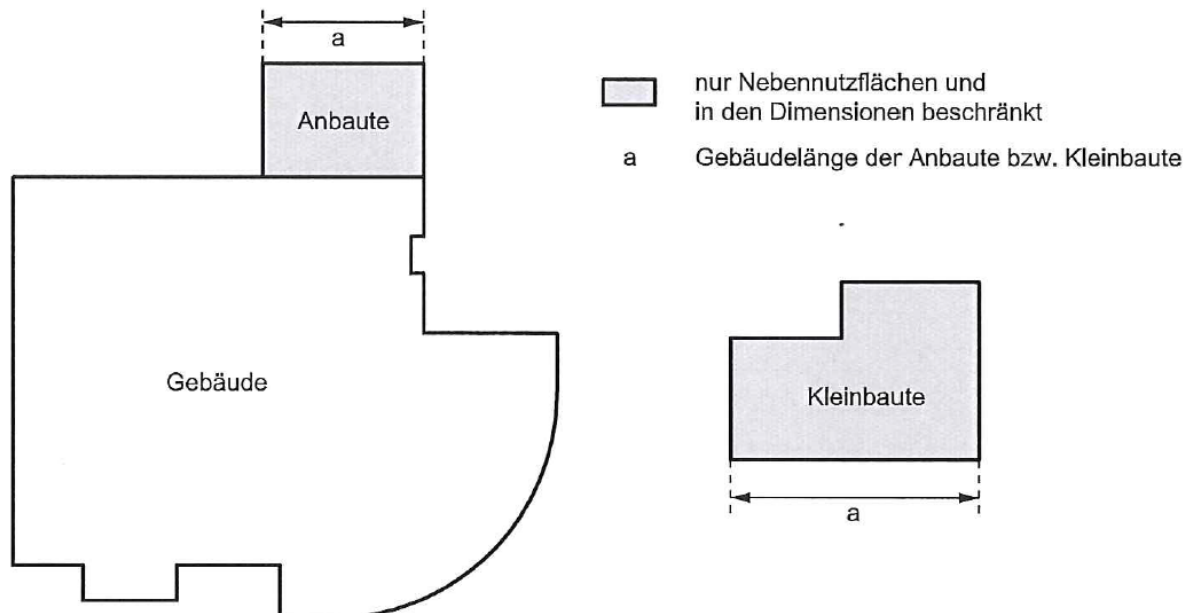 a
Anbaute
nur Nebennutzflächen und
in den Dimensionen beschränkt
a Gebäudelänge der Anbaute bzw. Kleinbaute
Gebäude
Kleinbaute
a